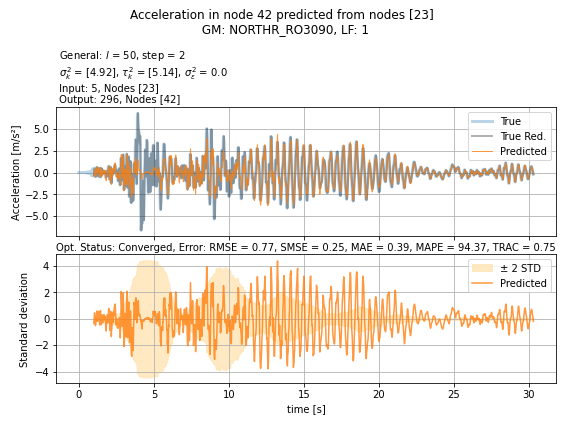 Acceleration in node 42 predicted from nodes [23]
GM: NORTHR_RO3090, LF: 1
General: l = 50, step = 2
σ²ₖ = [4.92], τ²ₖ = [5.14], σ²ε = 0.0
Input: 5, Nodes [23]
Output: 296, Nodes [42]
True
True Red.
Predicted
Acceleration [m/s²]
5.0
2.5
0.0
−2.5
−5.0
Opt. Status: Converged, Error: RMSE = 0.77, SMSE = 0.25, MAE = 0.39, MAPE = 94.37, TRAC = 0.75
± 2 STD
Predicted
Standard deviation
4
2
0
−2
−4
0 5 10 15 20 25 30
time [s]